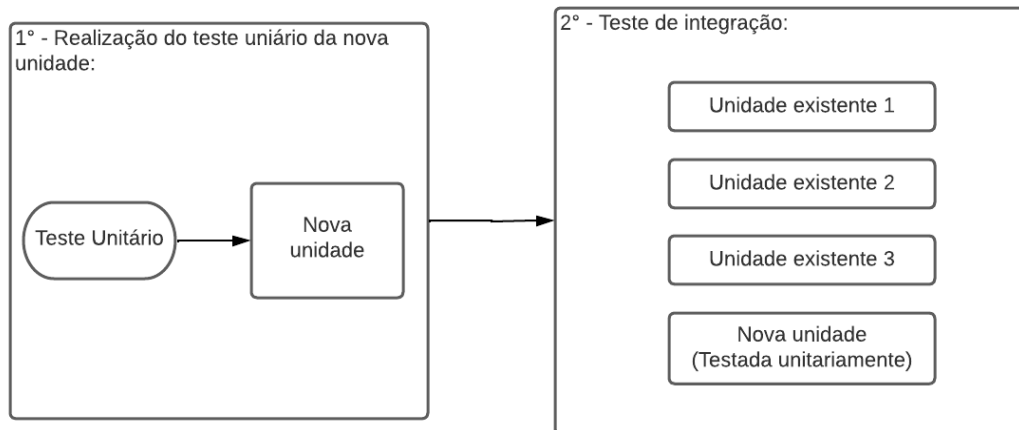 1° - Realização do teste uniário da nova
unidade:
Teste Unitário
Nova
unidade
2° - Teste de integração:
Unidade existente 1
Unidade existente 2
Unidade existente 3
Nova unidade
(Testada unitariamente)